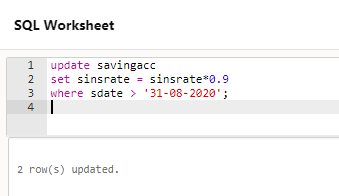 SQL Worksheet
1 update savingacc
2 set sinsrate = sinsrate*0.9
3 where sdate > '31-08-2020';
4
2 row(s) updated.